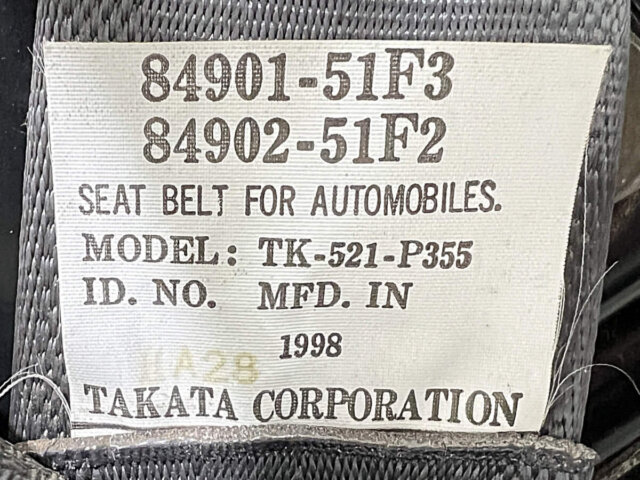 84901-51F3
84902-51F2
SEAT BELT FOR AUTOMOBILES.
MODEL: TK-521-P355
ID. NO. MFD. IN
1998
TAKATA CORPORATION